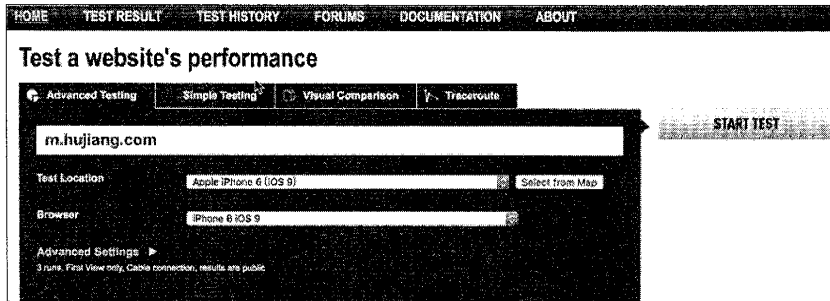 HOME TEST RESULT TEST HISTORY FORUMS DOCUMENTATION ABOUT
Test a website's performance
Advanced Testing Simple Testing Visual Comparison Traceroute
m.hujiang.com
START TEST
Test Location Apple iPhone 6 (iOS 9) Select from Map
Browser iPhone 6 iOS 9
Advanced Settings ▶
3 runs, First View only, Cable connection, results are public